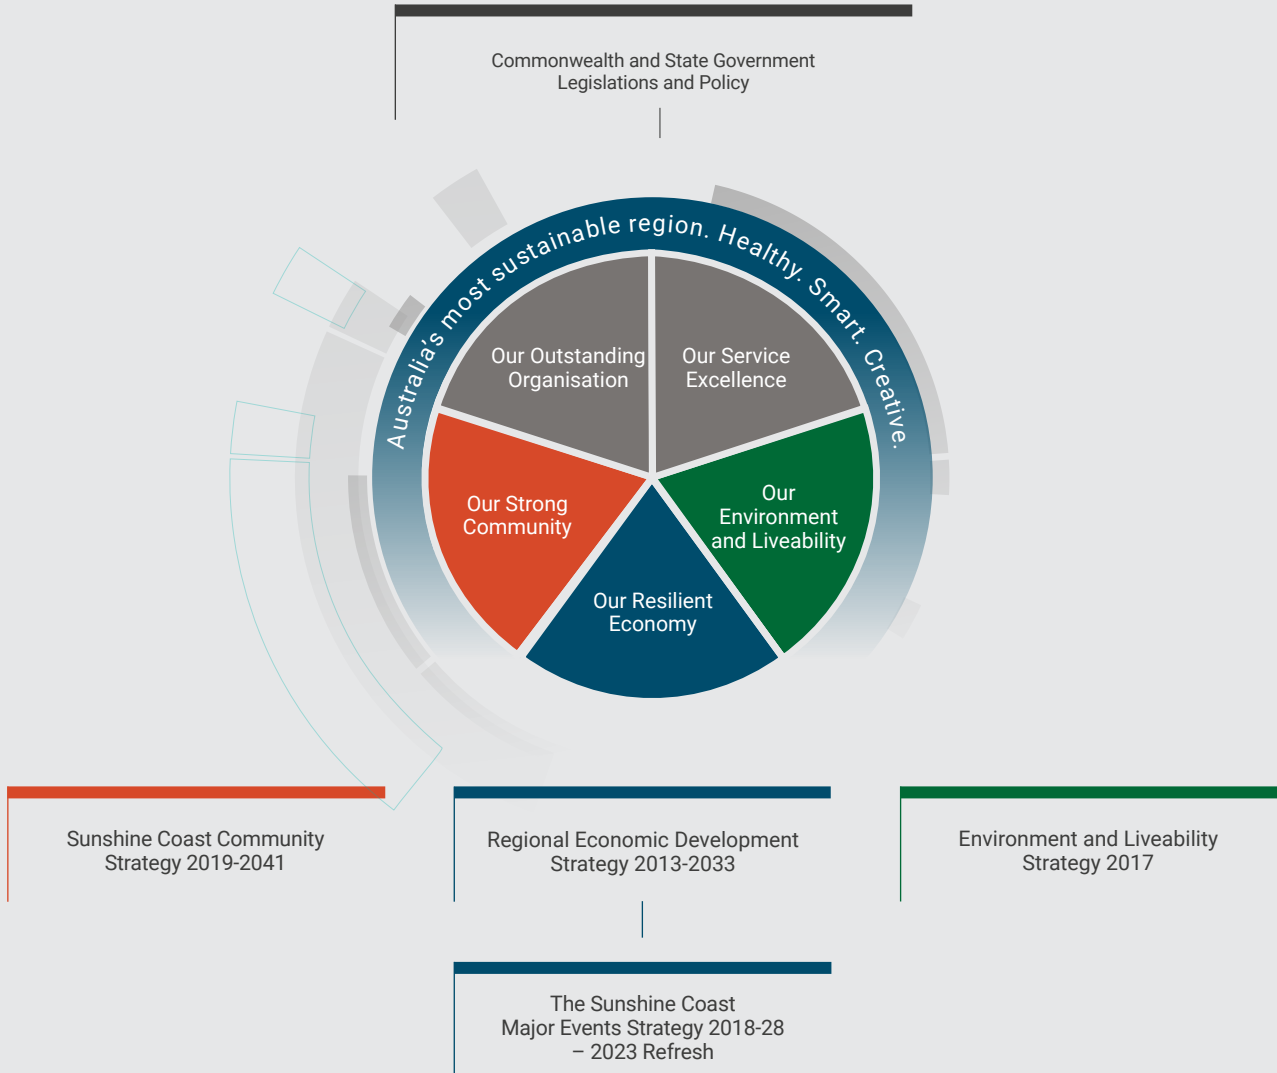 Commonwealth and State Government
Legislations and Policy
Australia's most sustainable region. Healthy. Smart. Creative.
Our Outstanding
Organisation
Our Service
Excellence
Our Strong
Community
Our
Environment
and Liveability
Our Resilient
Economy
Sunshine Coast Community
Strategy 2019-2041
Regional Economic Development
Strategy 2013-2033
Environment and Liveability
Strategy 2017
The Sunshine Coast
Major Events Strategy 2018-28
– 2023 Refresh